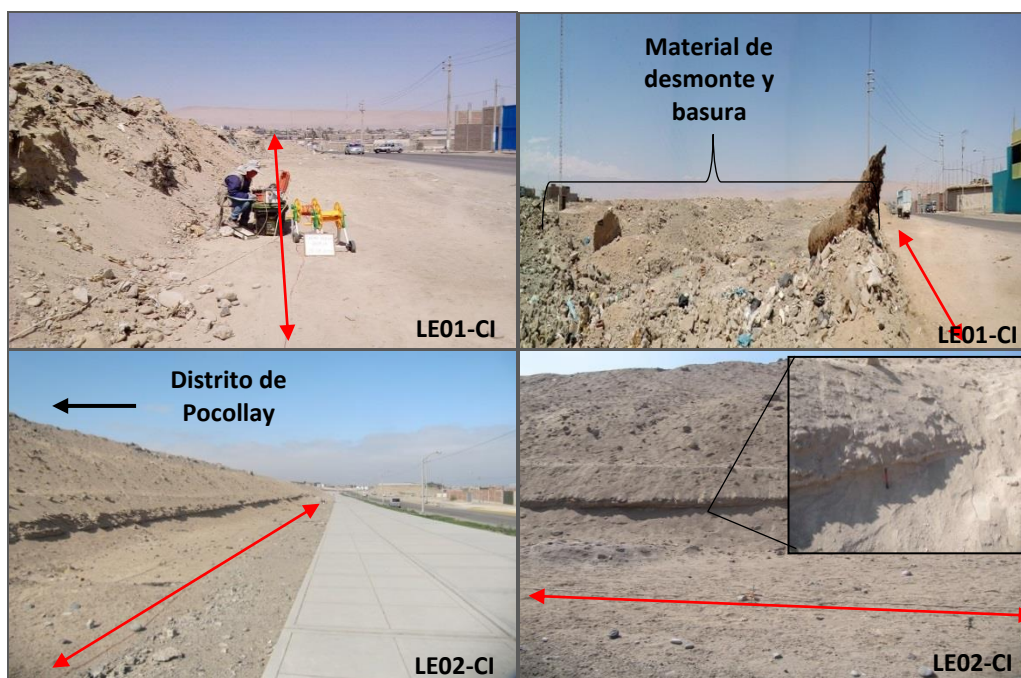 LE01-CI
Material de
desmonte y
basura
LE01-CI
Distrito de
Pocollay
LE02-CI
LE02-CI